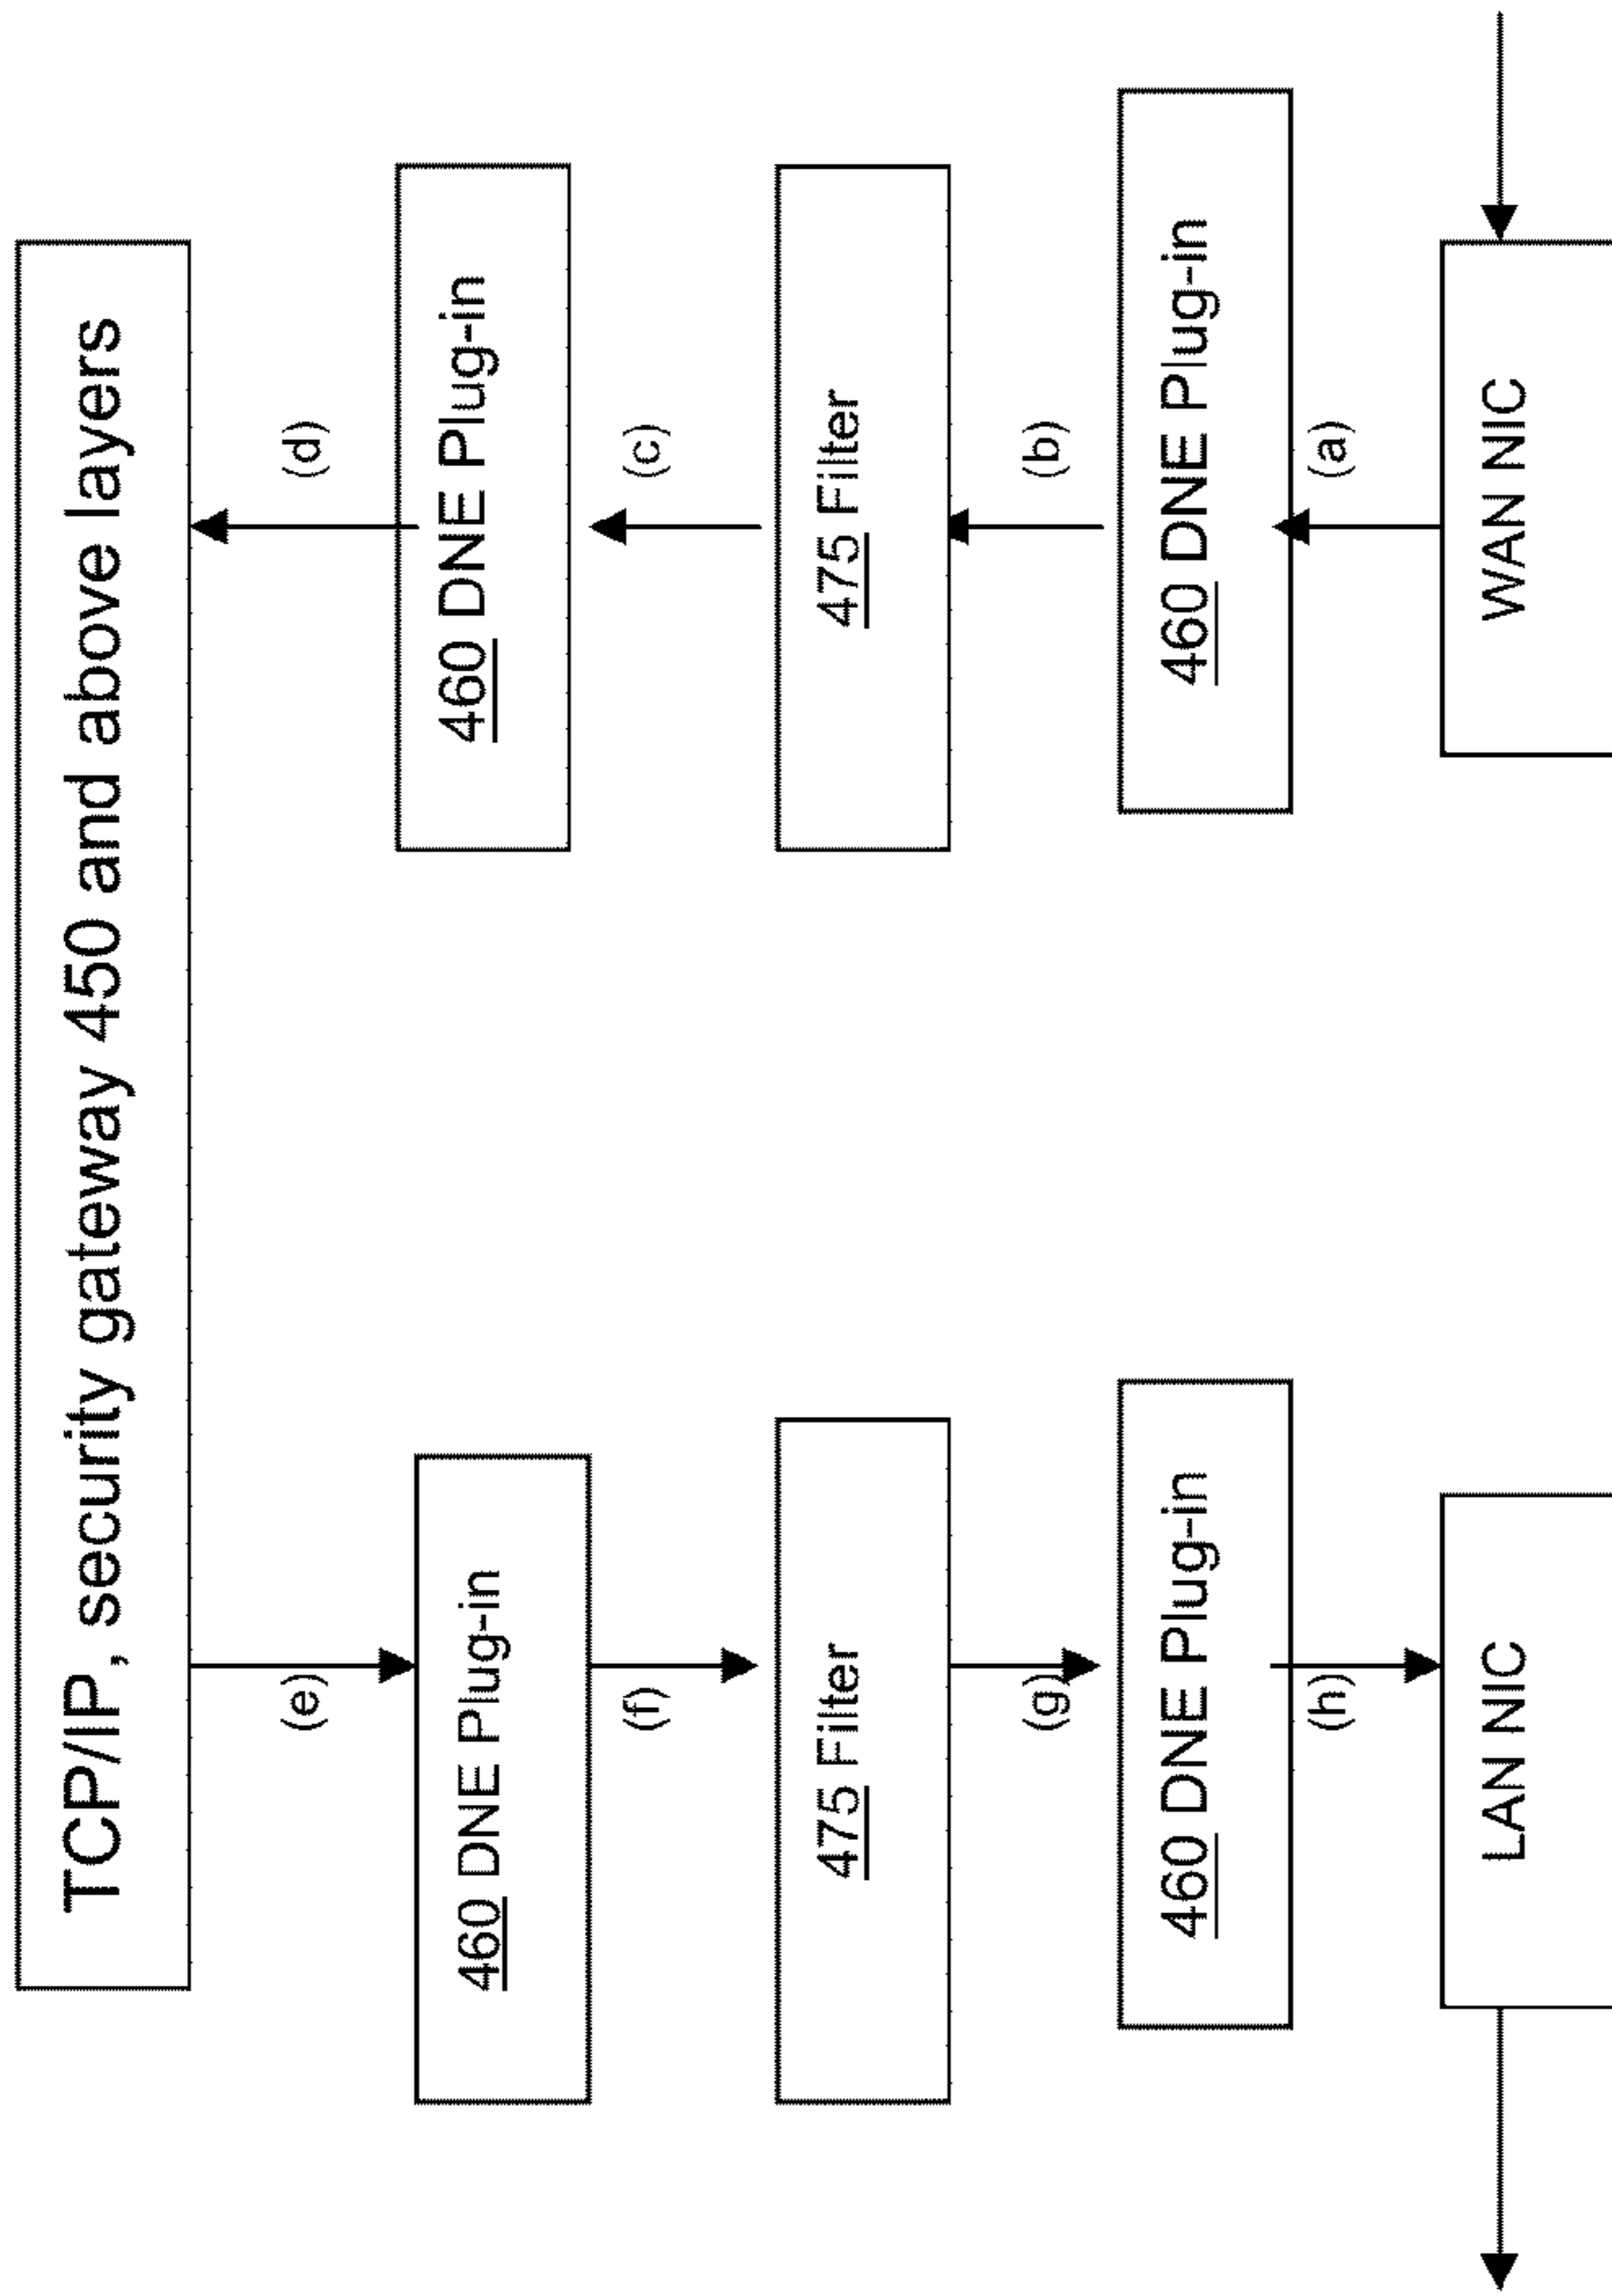 TCP/IP, security gateway 450 and above layers
(e)
(d)
460 DNE Plug-in
460 DNE Plug-in
(f)
(c)
475 Filter
475 Filter
(g)
(b)
460 DNE Plug-in
460 DNE Plug-in
(h)
(a)
LAN NIC
WAN NIC